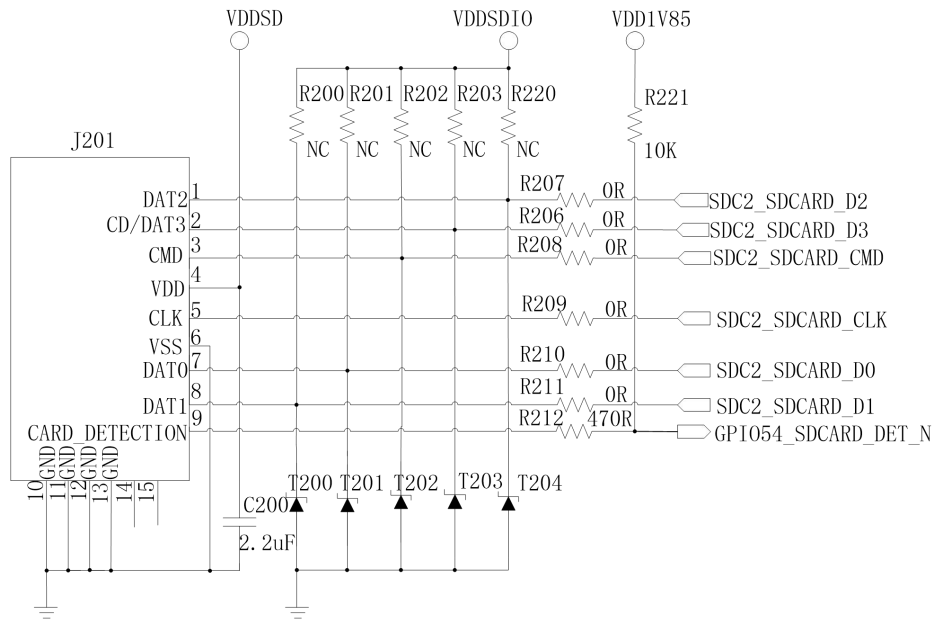 VDDSD VDDSDIO VDD1V85
R200 R201 R202 R203 R220 R221
NC NC NC NC NC 10K
J201
DAT2 1 R207 0R SDC2_SDCARD_D2
CD/DAT3 2 R206 0R SDC2_SDCARD_D3
CMD 3 R208 0R SDC2_SDCARD_CMD
VDD 4
CLK 5 R209 0R SDC2_SDCARD_CLK
VSS 6
DAT0 7 R210 0R SDC2_SDCARD_D0
DAT1 8 R211 0R SDC2_SDCARD_D1
CARD_DETECTION 9 R212 470R GPIO54_SDCARD_DET_N
GND GND GND GND
10 11 12 13 14 15
C200 T200 T201 T202 T203 T204
2.2uF